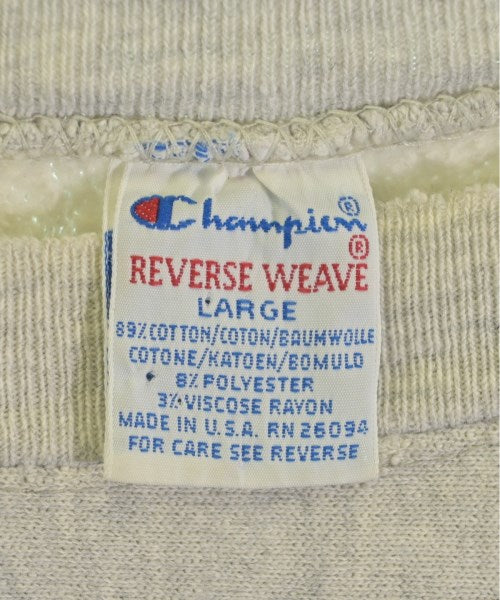 Champion®
REVERSE WEAVE®
LARGE
89%COTTON/COTON/BAUMWOLLE
COTONE/KATOEN/BOMULD
8% POLYESTER
3% VISCOSE RAYON
MADE IN U.S.A. RN 26094
FOR CARE SEE REVERSE